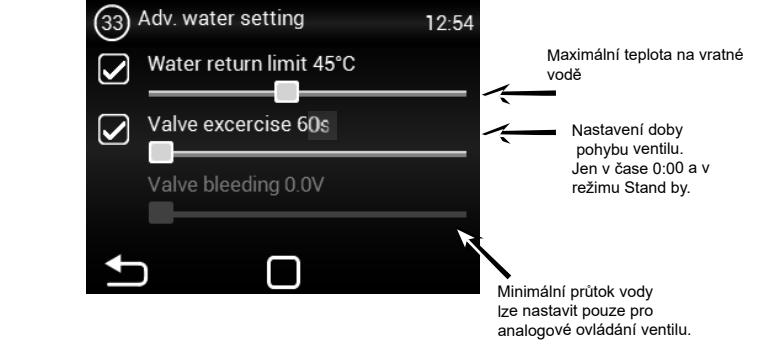 33 Adv. water setting 12:54
Water return limit 45°C
Valve excercise 60s
Valve bleeding 0.0V
Maximální teplota na vratné
vodě
Nastavení doby
pohybu ventilu.
Jen v čase 0:00 a v
režimu Stand by.
Minimální průtok vody
lze nastavit pouze pro
analogové ovládání ventilu.